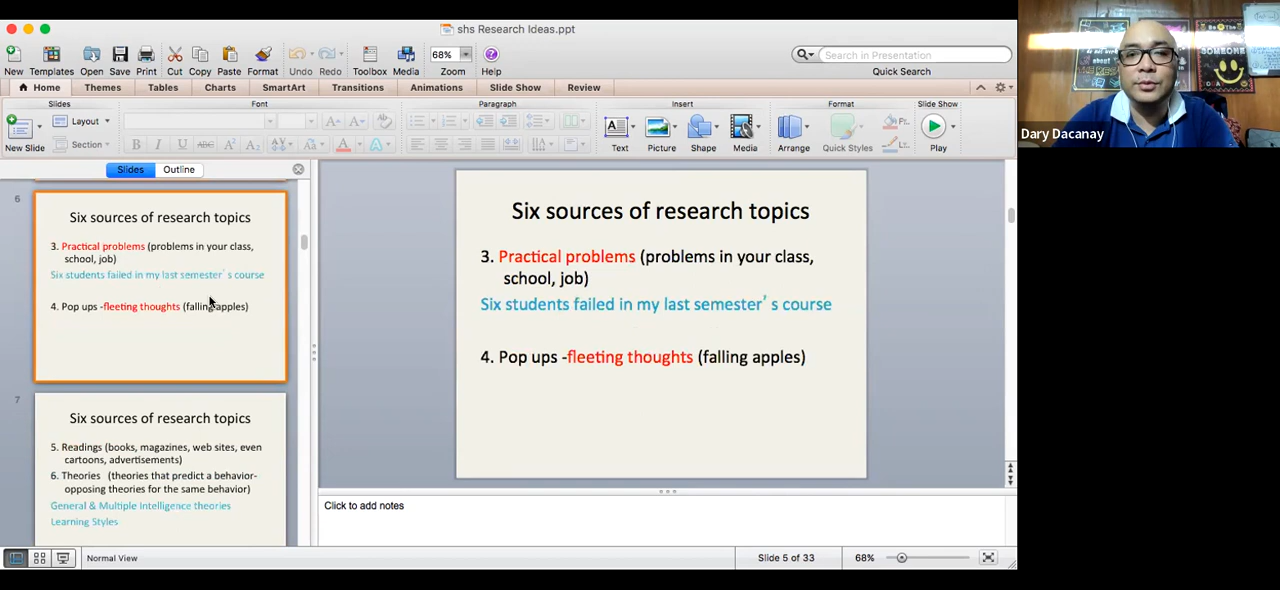 shs Research Ideas.ppt
New Templates Open Save Print Cut Copy Paste Format Undo Redo Toolbox Media Zoom Help
68%
Search in Presentation
Quick Search
Home Themes Tables Charts SmartArt Transitions Animations Slide Show Review
Slides Font Paragraph Insert Format Slide Show
Layout
Section
New Slide
B I U ABC A² A₂
Text Picture Shape Media Arrange Quick Styles Play
Slides Outline
6
Six sources of research topics
3. Practical problems (problems in your class,
school, job)
Six students failed in my last semester's course
4. Pop ups -fleeting thoughts (falling apples)
7
Six sources of research topics
5. Readings (books, magazines, web sites, even
cartoons, advertisements)
6. Theories (theories that predict a behavior-
opposing theories for the same behavior)
General & Multiple Intelligence theories
Learning Styles
Six sources of research topics
3. Practical problems (problems in your class,
school, job)
Six students failed in my last semester's course
4. Pop ups -fleeting thoughts (falling apples)
Click to add notes
Normal View
Slide 5 of 33
68%
SOMEONE
Dary Dacanay